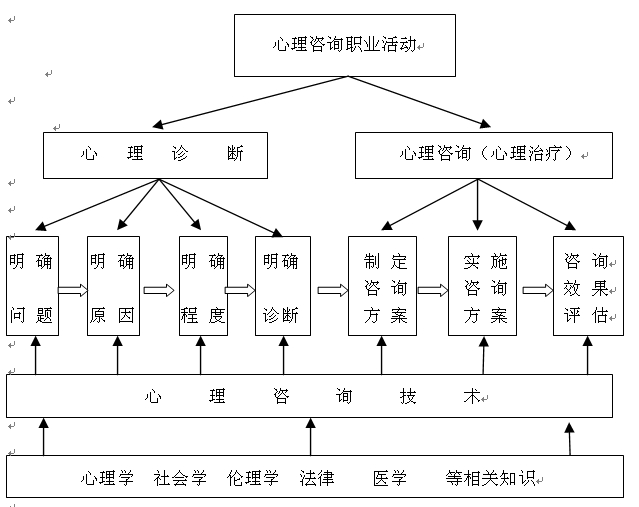 心理咨询职业活动
心 理 诊 断
心理咨询（心理治疗）
明 确
问 题
明 确
原 因
明 确
程 度
明确
诊断
制 定
咨 询
方 案
实 施
咨 询
方 案
咨 询
效 果
评 估
心 理 咨 询 技 术
心理学 社会学 伦理学 法律 医学 等相关知识